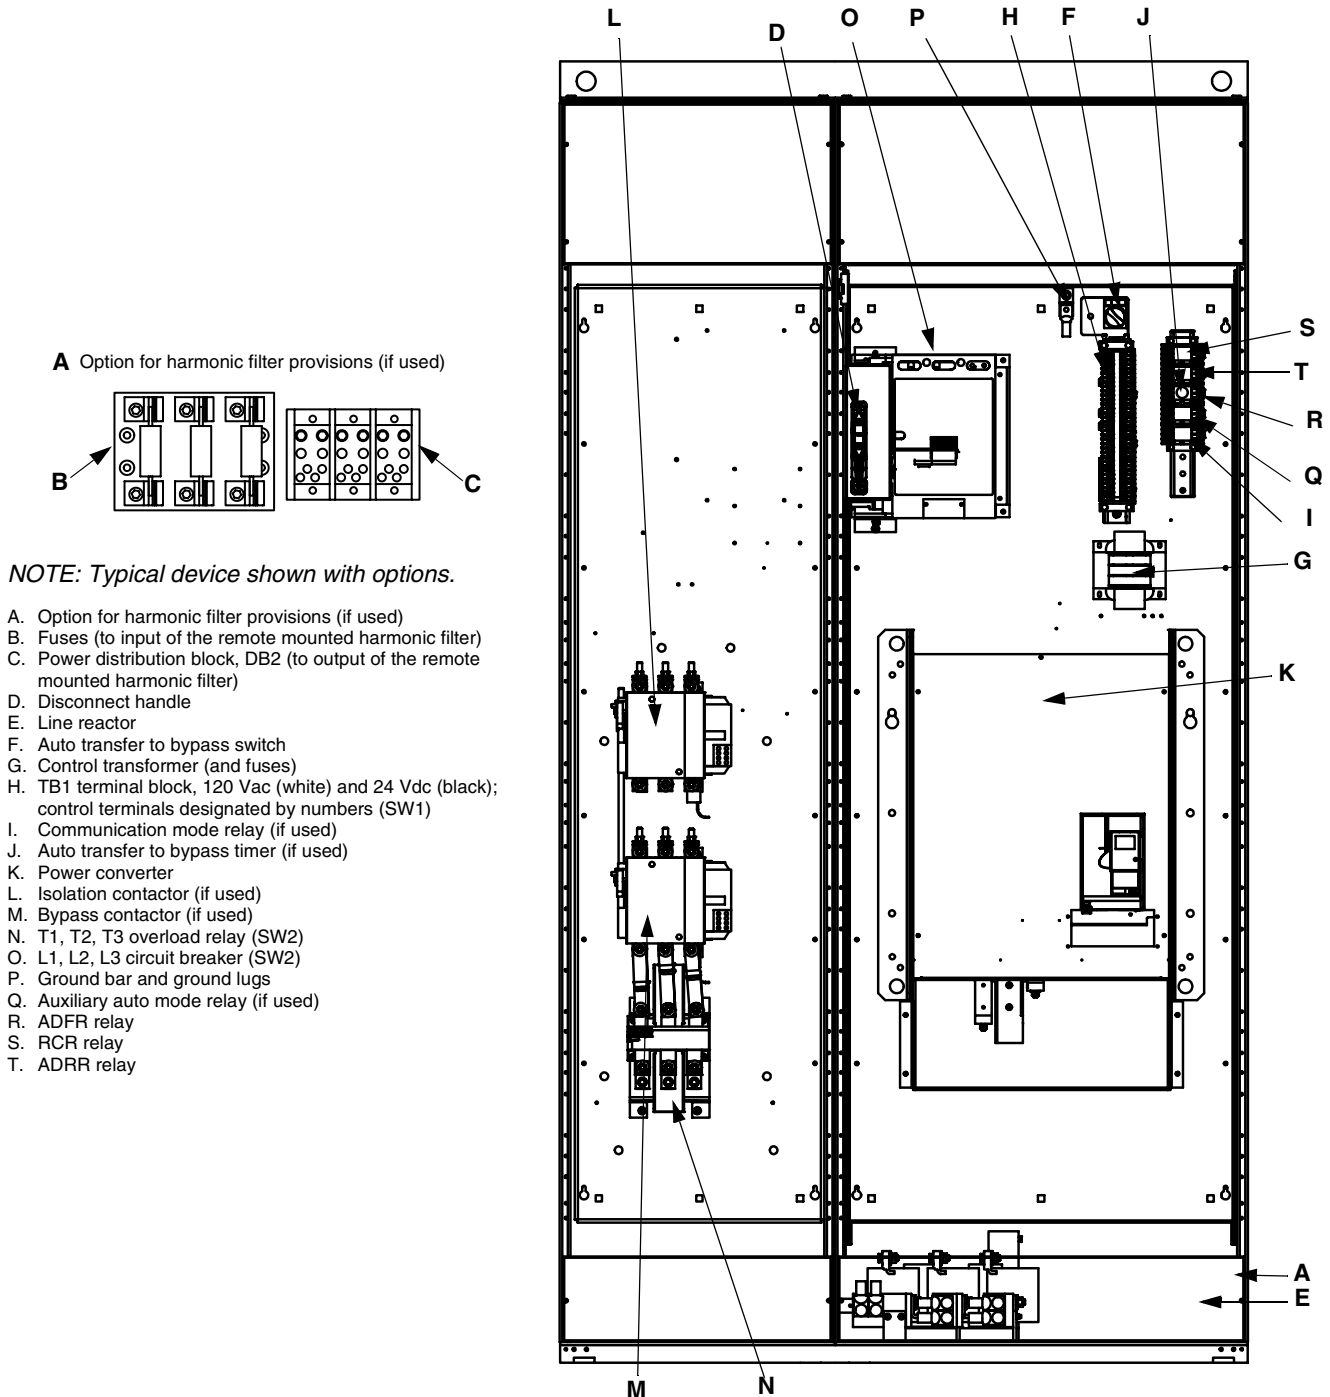 L
D
O
P
H
F
J
A Option for harmonic filter provisions (if used)
B
C
S
T
R
Q
I
G
NOTE: Typical device shown with options.
A. Option for harmonic filter provisions (if used)
B. Fuses (to input of the remote mounted harmonic filter)
C. Power distribution block, DB2 (to output of the remote
mounted harmonic filter)
D. Disconnect handle
E. Line reactor
F. Auto transfer to bypass switch
G. Control transformer (and fuses)
H. TB1 terminal block, 120 Vac (white) and 24 Vdc (black);
control terminals designated by numbers (SW1)
I. Communication mode relay (if used)
J. Auto transfer to bypass timer (if used)
K. Power converter
L. Isolation contactor (if used)
M. Bypass contactor (if used)
N. T1, T2, T3 overload relay (SW2)
O. L1, L2, L3 circuit breaker (SW2)
P. Ground bar and ground lugs
Q. Auxiliary auto mode relay (if used)
R. ADFR relay
S. RCR relay
T. ADRR relay
K
A
E
M
N